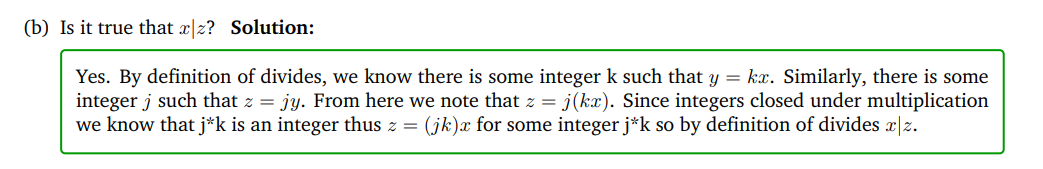 (b) Is it true that x|z? Solution:
Yes. By definition of divides, we know there is some integer k such that y = kx. Similarly, there is some
integer j such that z = jy. From here we note that z = j(kx). Since integers closed under multiplication
we know that j*k is an integer thus z = (jk)x for some integer j*k so by definition of divides x|z.